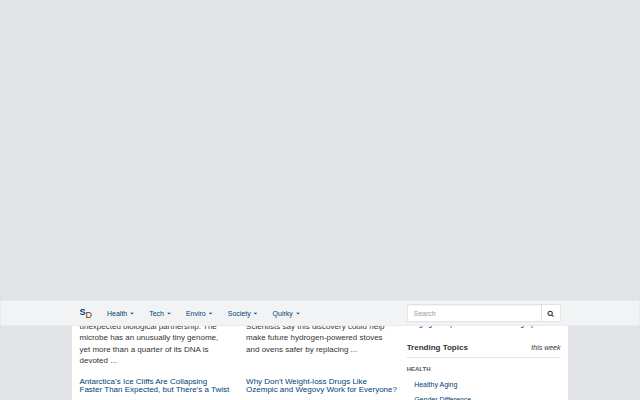 SD Health Tech Enviro Society Quirky Search
unexpected biological partnership. The
microbe has an unusually tiny genome,
yet more than a quarter of its DNA is
devoted ...
Antarctica's Ice Cliffs Are Collapsing
Faster Than Expected, but There's a Twist
Scientists say this discovery could help
make future hydrogen-powered stoves
and ovens safer by replacing ...
Why Don't Weight-loss Drugs Like
Ozempic and Wegovy Work for Everyone?
Trending Topics this week
HEALTH
Healthy Aging
Gender Difference